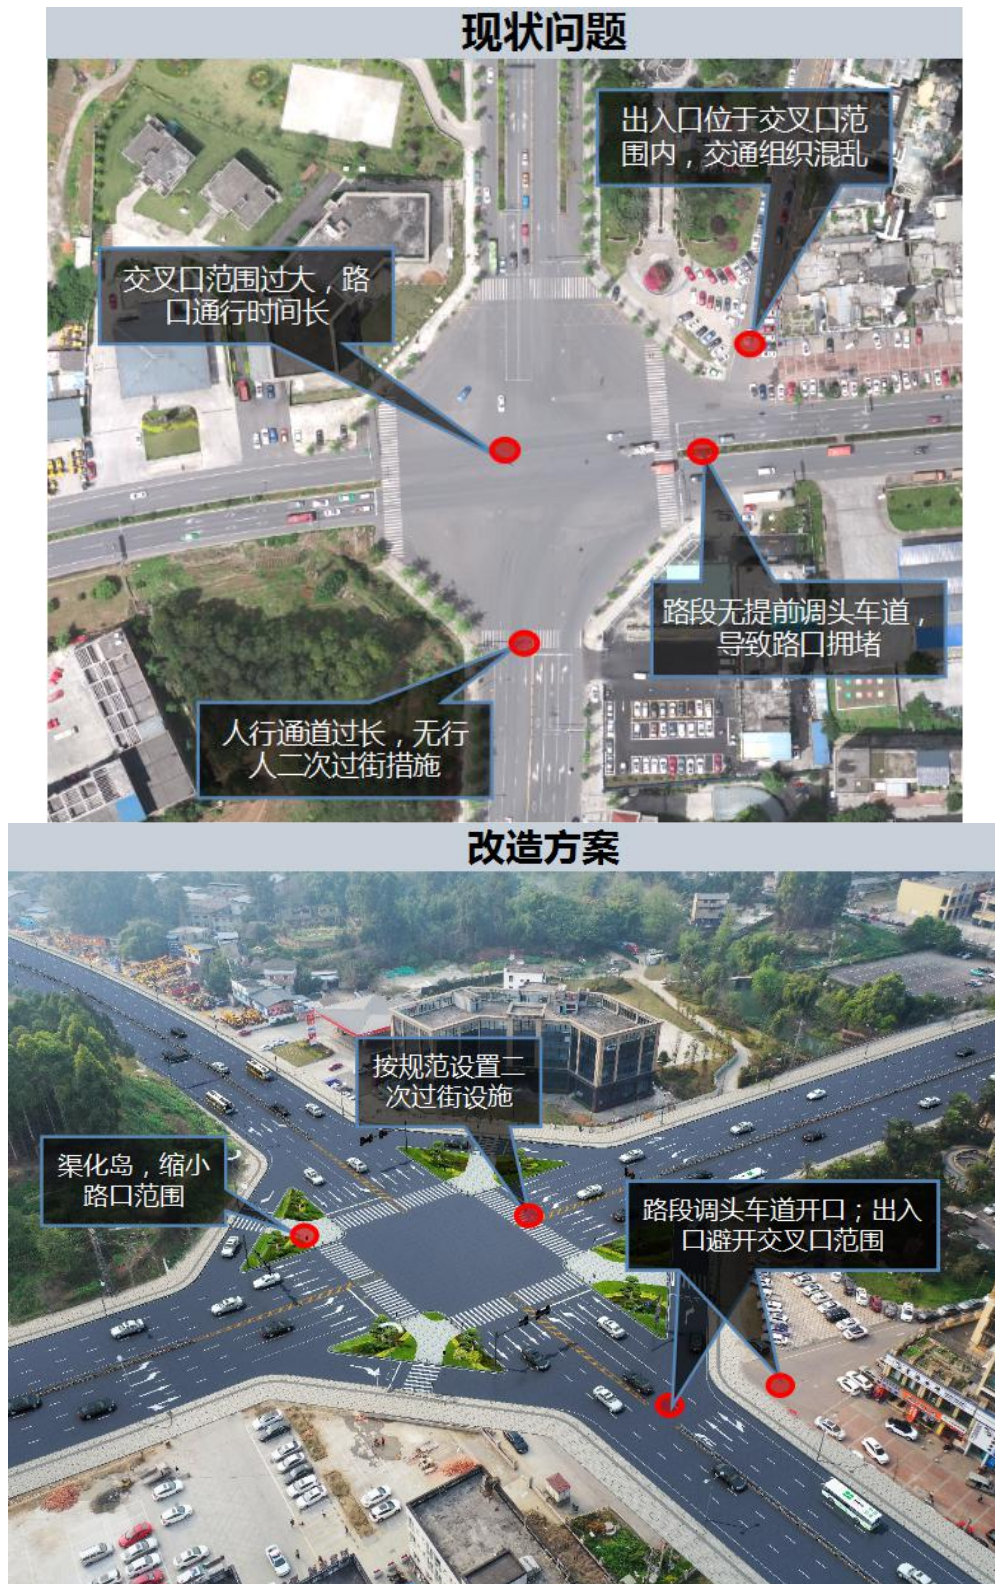 现状问题
出入口位于交叉口范
围内，交通组织混乱
交叉口范围过大，路
口通行时间长
路段无提前调头车道，
导致路口拥堵
人行通道过长，无行
人二次过街措施
改造方案
按规范设置二
次过街设施
渠化岛，缩小
路口范围
路段调头车道开口；出入
口避开交叉口范围